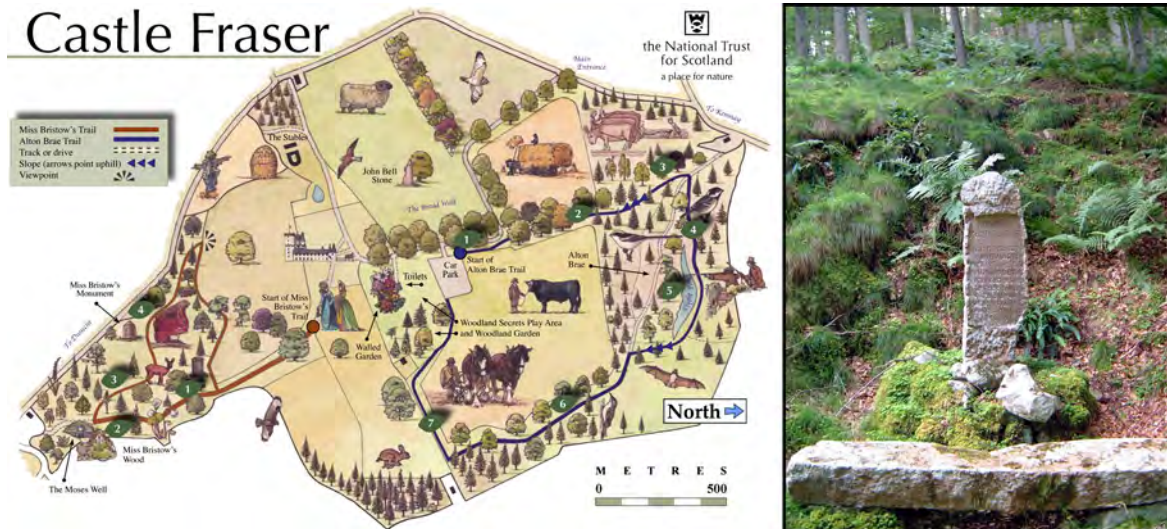 Castle Fraser
the National Trust
for Scotland
a place for nature
Miss Bristow's Trail
Alton Brae Trail
Track or drive
Slope (arrows point uphill)
Viewpoint
Main
Entrance
To Kemnay
The Stables
John Bell
Stone
The Broad Walk
1
2
3
4
5
6
7
Start of
Alton Brae Trail
Car
Park
Toilets
Alton
Brae
Woodland Secrets Play Area
and Woodland Garden
Walled
Garden
Start of Miss
Bristow's
Trail
Miss Bristow's
Monument
To Dunecht
4
3
1
2
Miss Bristow's
Wood
The Moses Well
North
METRES
0
500